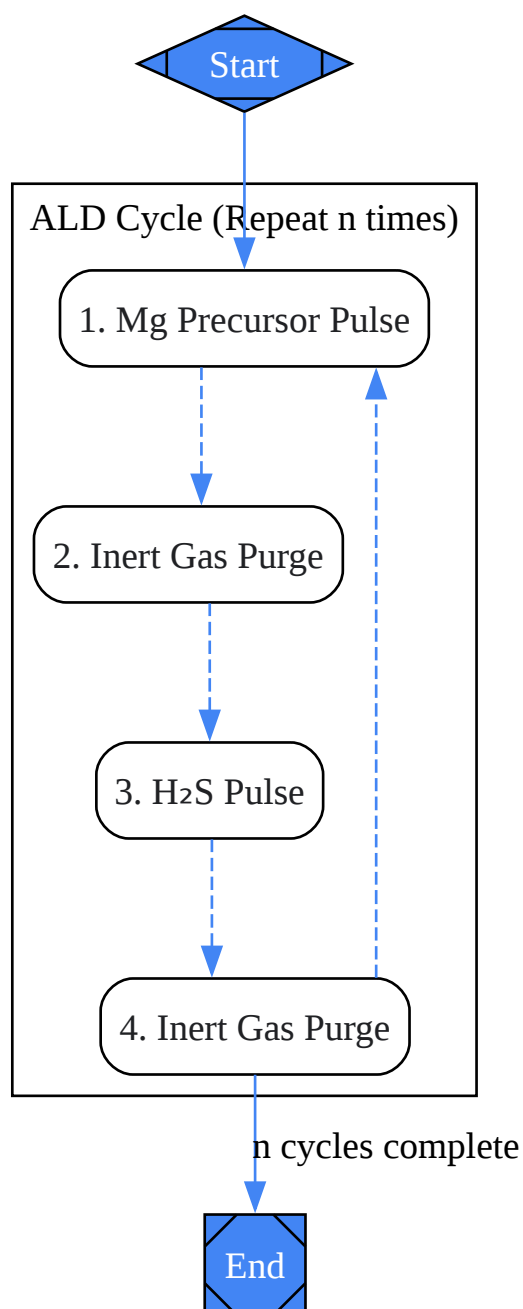 Start
ALD Cycle (Repeat n times)
1. Mg Precursor Pulse
2. Inert Gas Purge
3. H₂S Pulse
4. Inert Gas Purge
n cycles complete
End